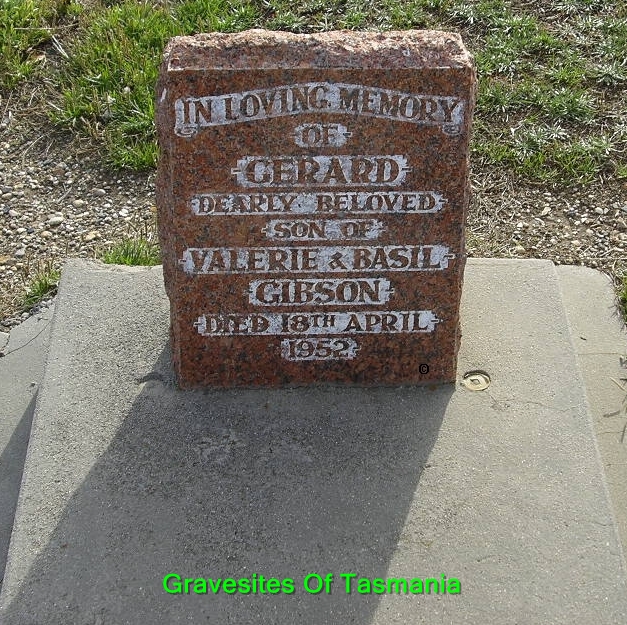 IN LOVING MEMORY
OF
GERARD
DEARLY BELOVED
SON OF
VALERIE & BASIL
GIBSON
DIED 18TH APRIL
1952
©
Gravesites Of Tasmania